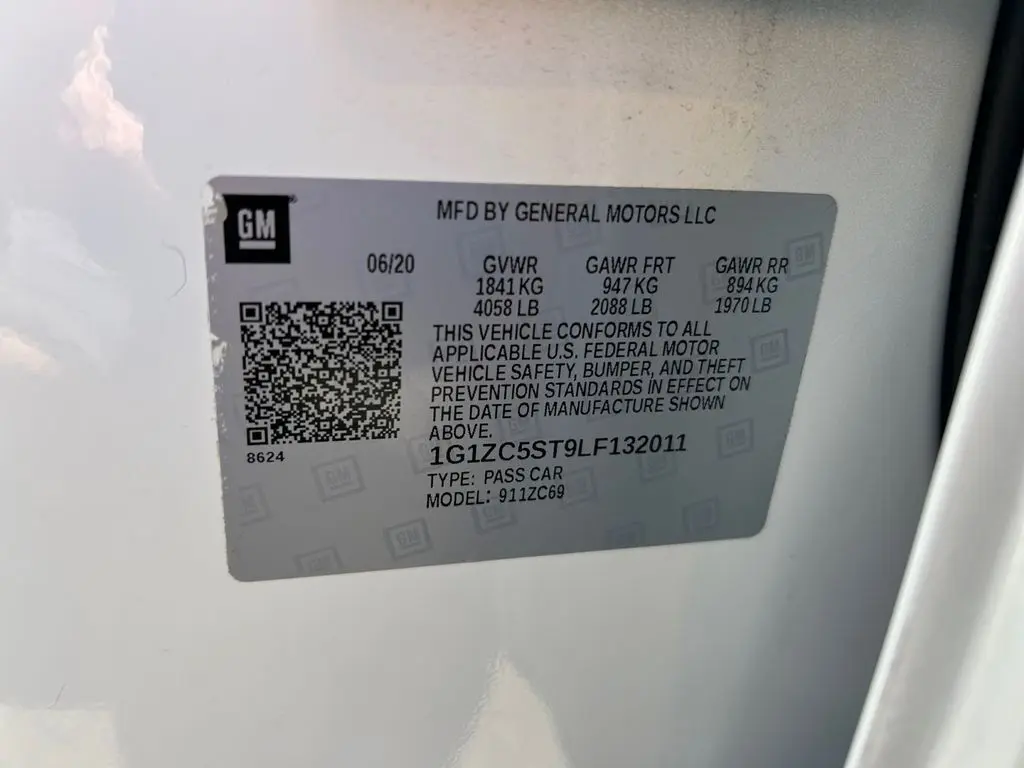 GM
MFD BY GENERAL MOTORS LLC
06/20 GVWR GAWR FRT GAWR RR
1841 KG 947 KG 894 KG
4058 LB 2088 LB 1970 LB
THIS VEHICLE CONFORMS TO ALL
APPLICABLE U.S. FEDERAL MOTOR
VEHICLE SAFETY, BUMPER, AND THEFT
PREVENTION STANDARDS IN EFFECT ON
THE DATE OF MANUFACTURE SHOWN
ABOVE.
8624
1G1ZC5ST9LF132011
TYPE: PASS CAR
MODEL: 911ZC69